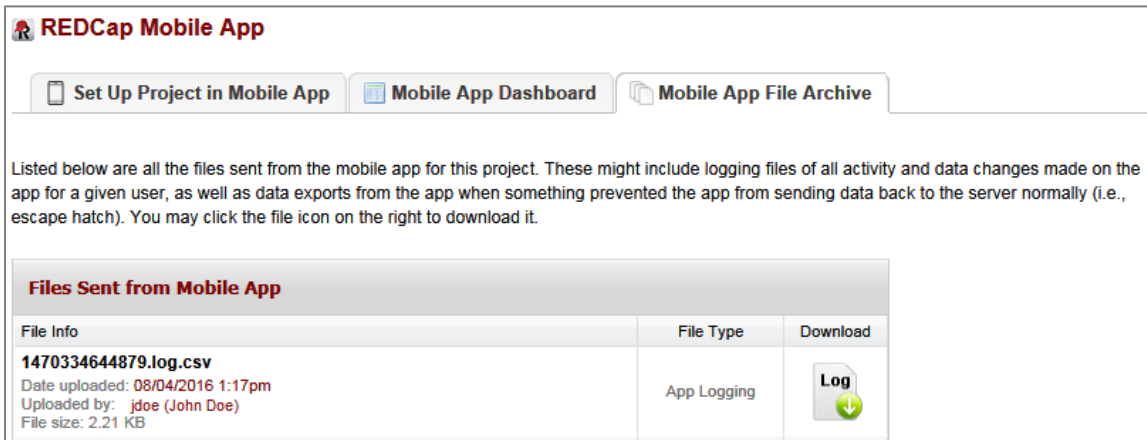 REDCap Mobile App
Set Up Project in Mobile App Mobile App Dashboard Mobile App File Archive
Listed below are all the files sent from the mobile app for this project. These might include logging files of all activity and data changes made on the
app for a given user, as well as data exports from the app when something prevented the app from sending data back to the server normally (i.e.,
escape hatch). You may click the file icon on the right to download it.
Files Sent from Mobile App
File Info File Type Download
1470334644879.log.csv
Date uploaded: 08/04/2016 1:17pm
Uploaded by: jdoe (John Doe)
File size: 2.21 KB
App Logging
Log